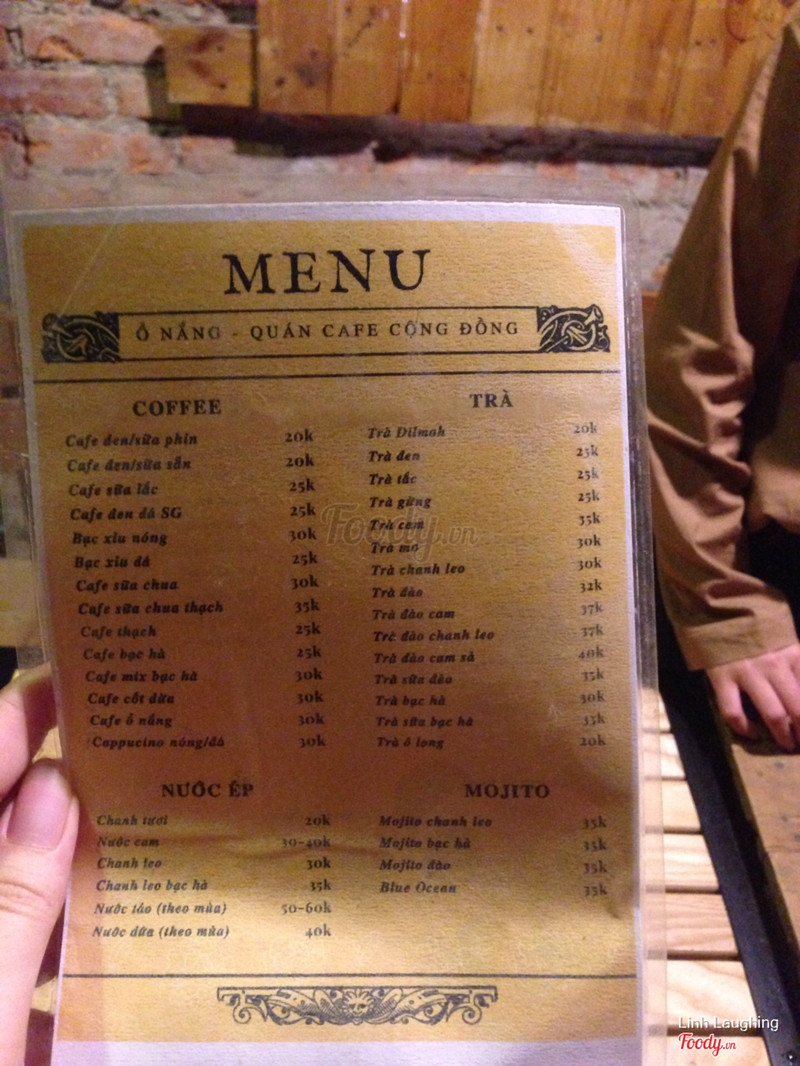 MENU
Ổ NẮNG - QUÁN CAFE CỘNG ĐỒNG
COFFEE
Cafe đen/sữa phin 20k
Cafe đen/sữa sẵn 20k
Cafe sữa lắc 25k
Cafe đen đá SG 25k
Bạc xỉu nóng 30k
Bạc xỉu đá 25k
Cafe sữa chua 30k
Cafe sữa chua thạch 35k
Cafe thạch 25k
Cafe bạc hà 25k
Cafe mix bạc hà 30k
Cafe cốt dừa 30k
Cafe ổ nắng 30k
Cappucino nóng/đá 30k
TRÀ
Trà Dilmah 20k
Trà đen 25k
Trà tắc 25k
Trà gừng 25k
Trà cam 35k
Trà mơ 30k
Trà chanh leo 30k
Trà đào 32k
Trà đào cam 37k
Trà đào chanh leo 37k
Trà đào cam sả 40k
Trà sữa đào 35k
Trà bạc hà 30k
Trà sữa bạc hà 35k
Trà ô long 20k
NƯỚC ÉP
Chanh tươi 20k
Nước cam 30-40k
Chanh leo 30k
Chanh leo bạc hà 35k
Nước táo (theo mùa) 50-60k
Nước dừa (theo mùa) 40k
MOJITO
Mojito chanh leo 35k
Mojito bạc hà 35k
Mojito đào 35k
Blue Ocean 35k
Foody.vn
Linh Laughing
Foody.vn